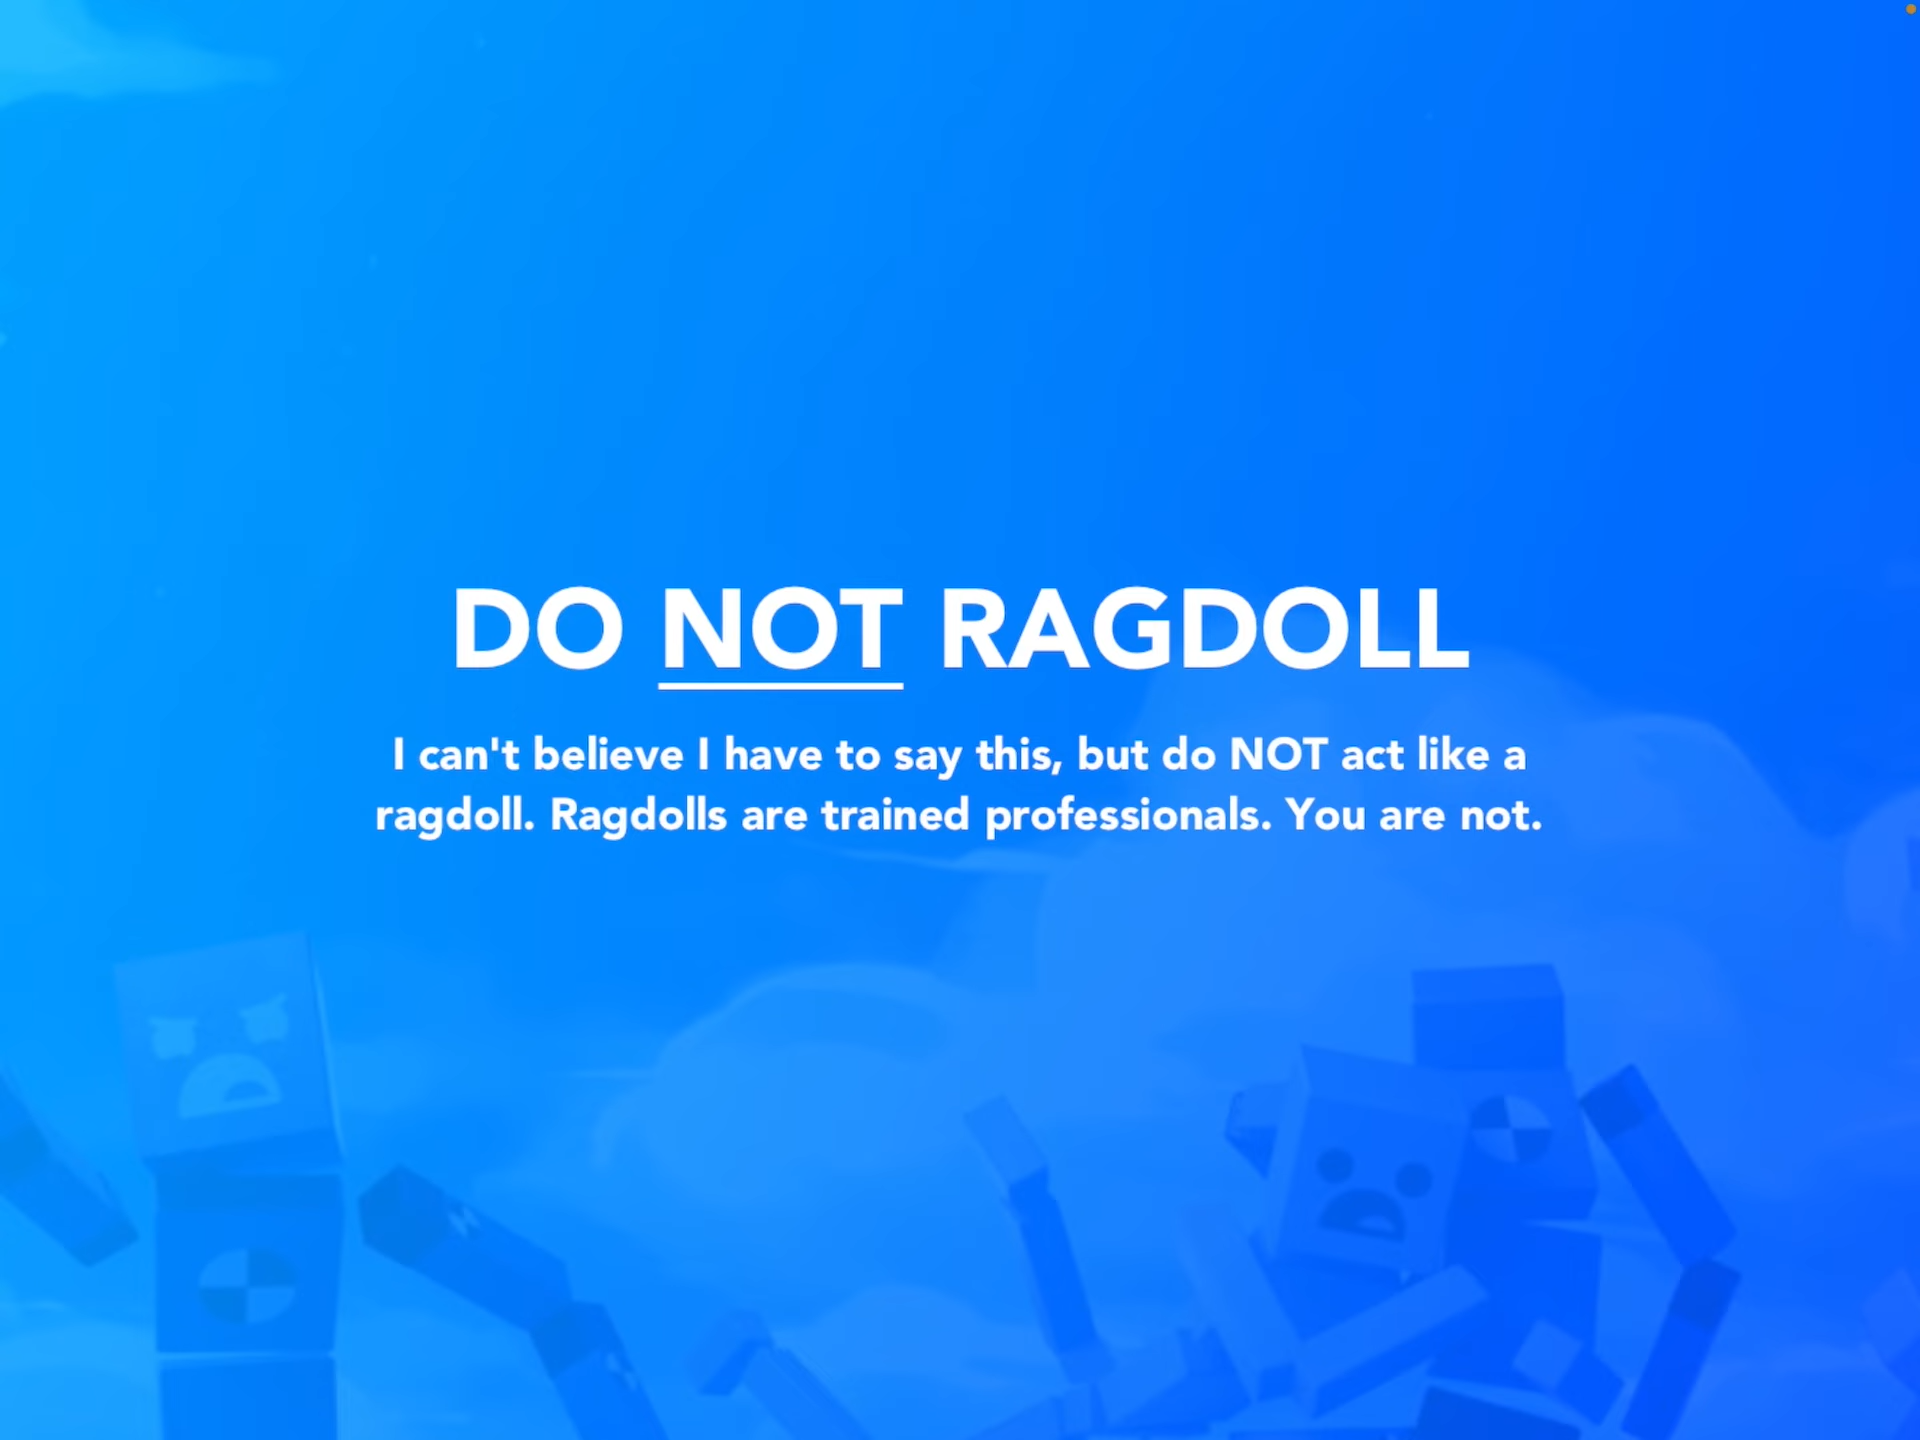 DO NOT RAGDOLL
I can't believe I have to say this, but do NOT act like a
ragdoll. Ragdolls are trained professionals. You are not.